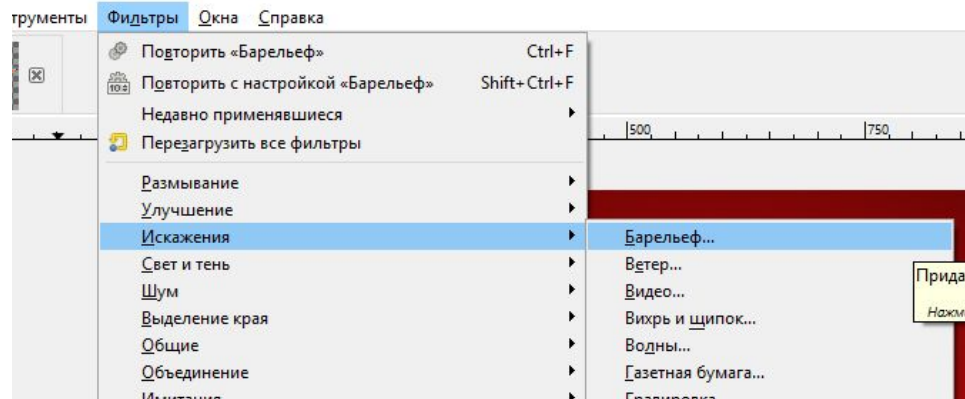 трументы Фильтры Окна Справка
Повторить «Барельеф» Ctrl+F
Повторить с настройкой «Барельеф» Shift+Ctrl+F
Недавно применявшиеся
Перезагрузить все фильтры
500 750
Размывание
Улучшение
Искажения Барельеф...
Свет и тень Ветер...
Прида
Шум Видео...
Нажм
Выделение края Вихрь и щипок...
Общие Волны...
Объединение Газетная бумага...
Имитация Гравировка